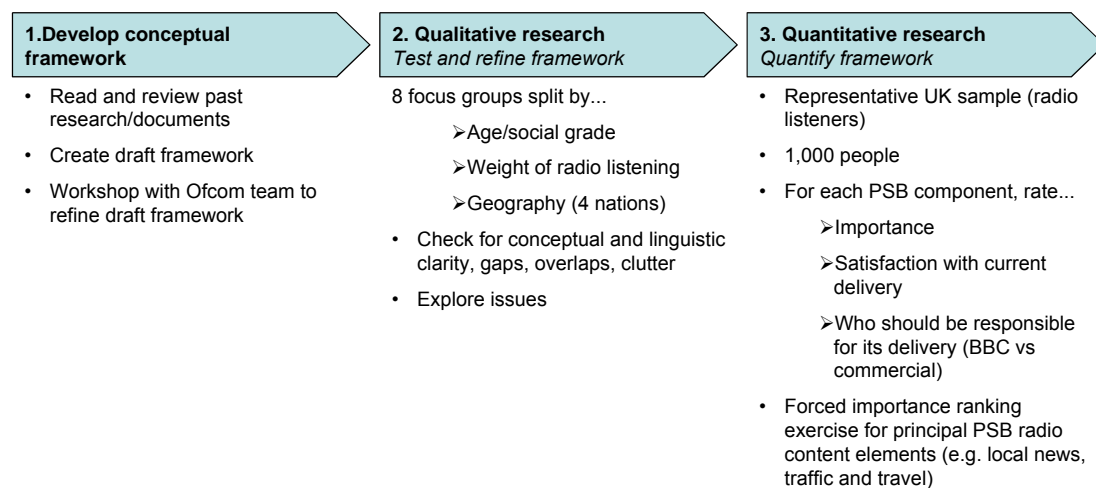 1.Develop conceptual
framework
• Read and review past
research/documents
• Create draft framework
• Workshop with Ofcom team to
refine draft framework
2. Qualitative research
Test and refine framework
8 focus groups split by...
➢Age/social grade
➢Weight of radio listening
➢Geography (4 nations)
• Check for conceptual and linguistic
clarity, gaps, overlaps, clutter
• Explore issues
3. Quantitative research
Quantify framework
• Representative UK sample (radio
listeners)
• 1,000 people
• For each PSB component, rate...
➢Importance
➢Satisfaction with current
delivery
➢Who should be responsible
for its delivery (BBC vs
commercial)
• Forced importance ranking
exercise for principal PSB radio
content elements (e.g. local news,
traffic and travel)